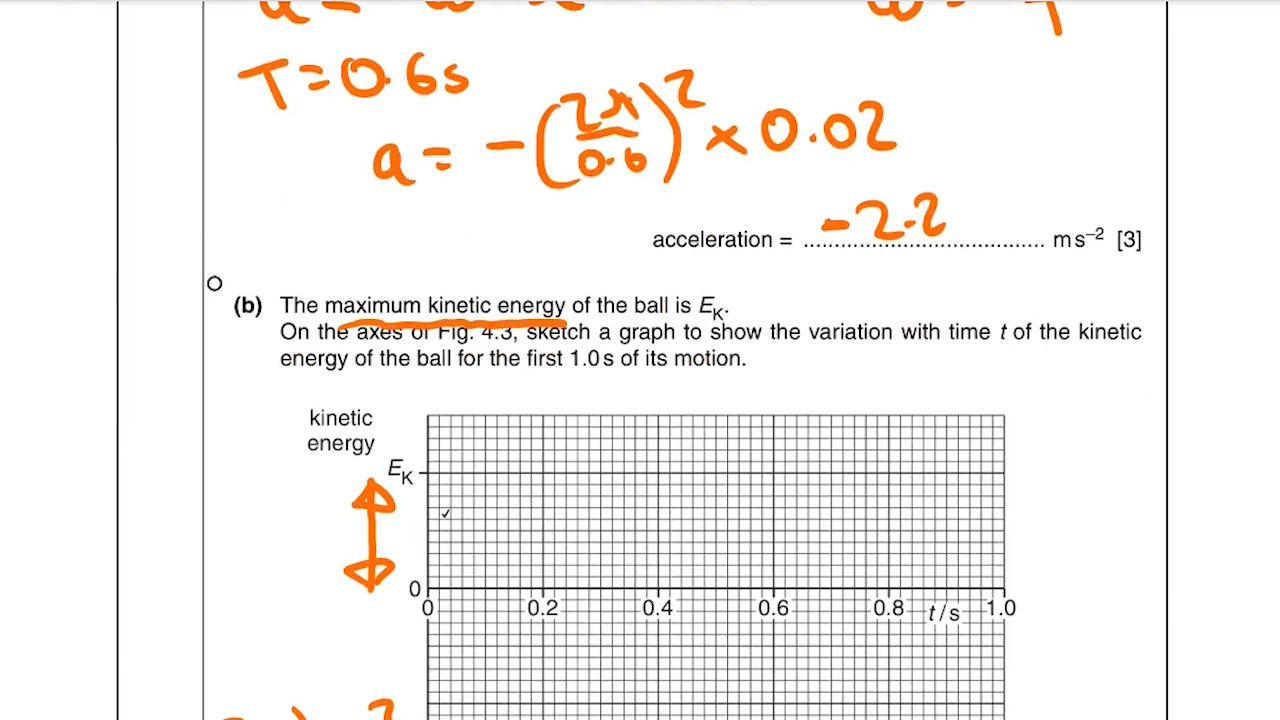 T=0.6s
a = -(2π/0.6)² × 0.02
-2.2
acceleration = .......................................... m s⁻² [3]
(b) The maximum kinetic energy of the ball is E_K.
On the axes of Fig. 4.3, sketch a graph to show the variation with time t of the kinetic
energy of the ball for the first 1.0 s of its motion.
kinetic
energy
E_K
0
0 0.2 0.4 0.6 0.8 t/s 1.0